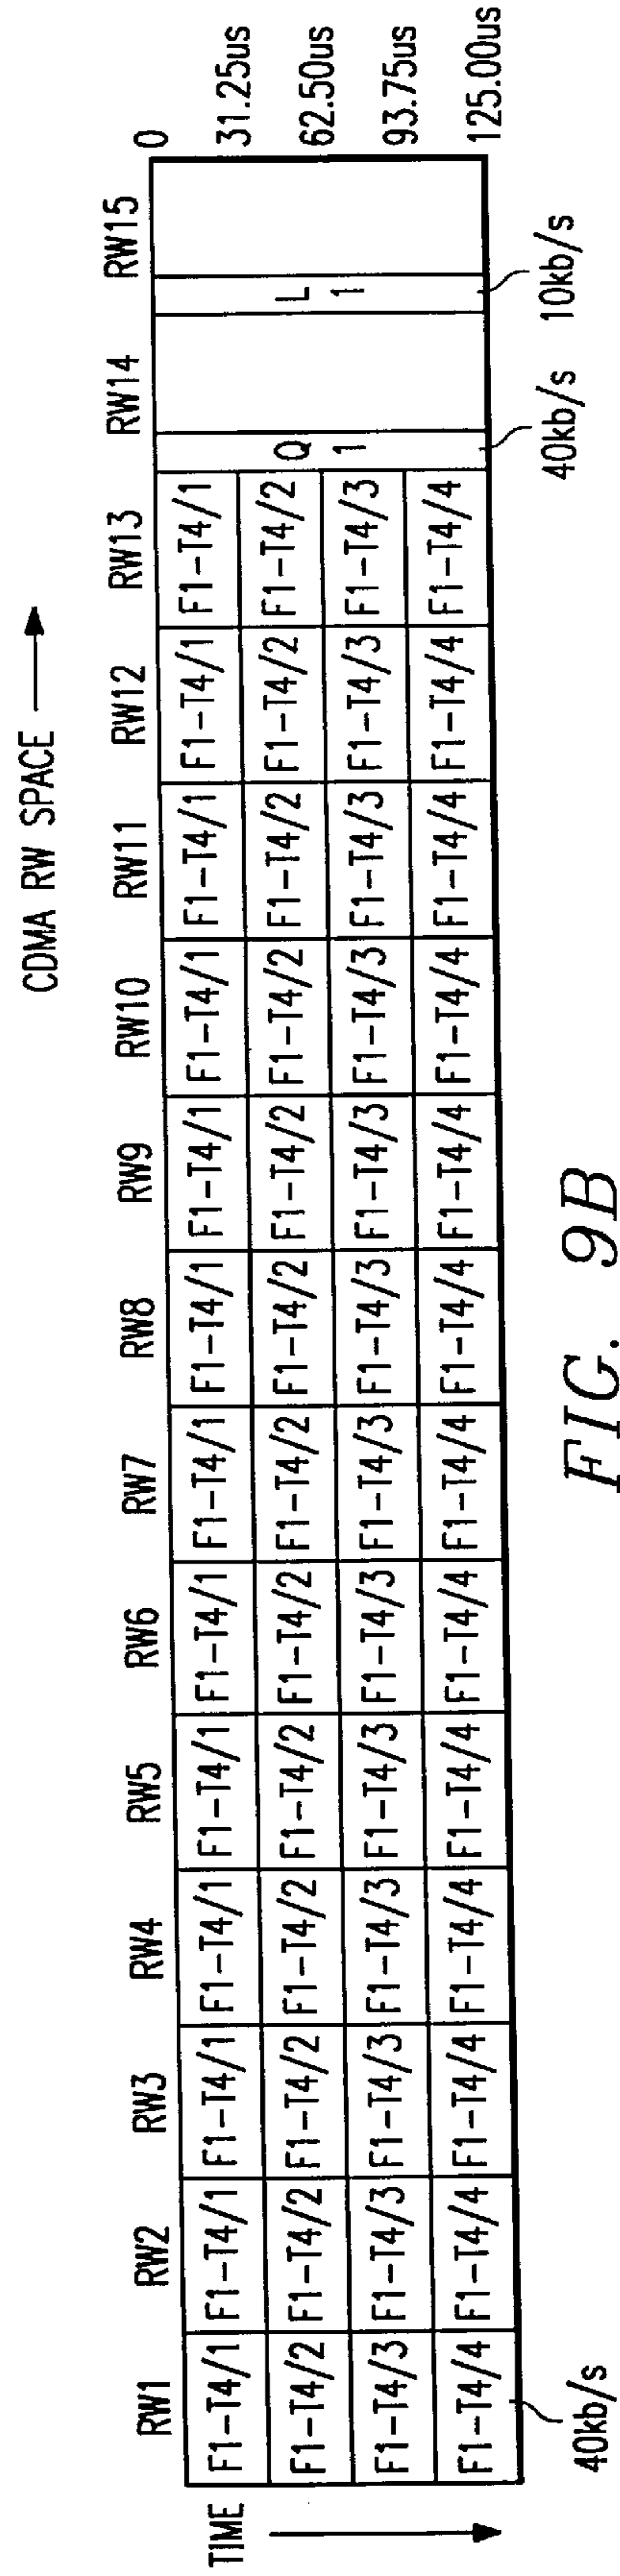 CDMA RW SPACE
RW1 RW2 RW3 RW4 RW5 RW6 RW7 RW8 RW9 RW10 RW11 RW12 RW13 RW14 RW15
0
TIME
F1-T4/1 F1-T4/1 F1-T4/1 F1-T4/1 F1-T4/1 F1-T4/1 F1-T4/1 F1-T4/1 F1-T4/1 F1-T4/1 F1-T4/1 F1-T4/1 F1-T4/1 31.25us
F1-T4/2 F1-T4/2 F1-T4/2 F1-T4/2 F1-T4/2 F1-T4/2 F1-T4/2 F1-T4/2 F1-T4/2 F1-T4/2 F1-T4/2 F1-T4/2 F1-T4/2 Q L 62.50us
F1-T4/3 F1-T4/3 F1-T4/3 F1-T4/3 F1-T4/3 F1-T4/3 F1-T4/3 F1-T4/3 F1-T4/3 F1-T4/3 F1-T4/3 F1-T4/3 F1-T4/3 1 1 93.75us
F1-T4/4 F1-T4/4 F1-T4/4 F1-T4/4 F1-T4/4 F1-T4/4 F1-T4/4 F1-T4/4 F1-T4/4 F1-T4/4 F1-T4/4 F1-T4/4 F1-T4/4 125.00us
40kb/s 40kb/s 10kb/s
FIG. 9B